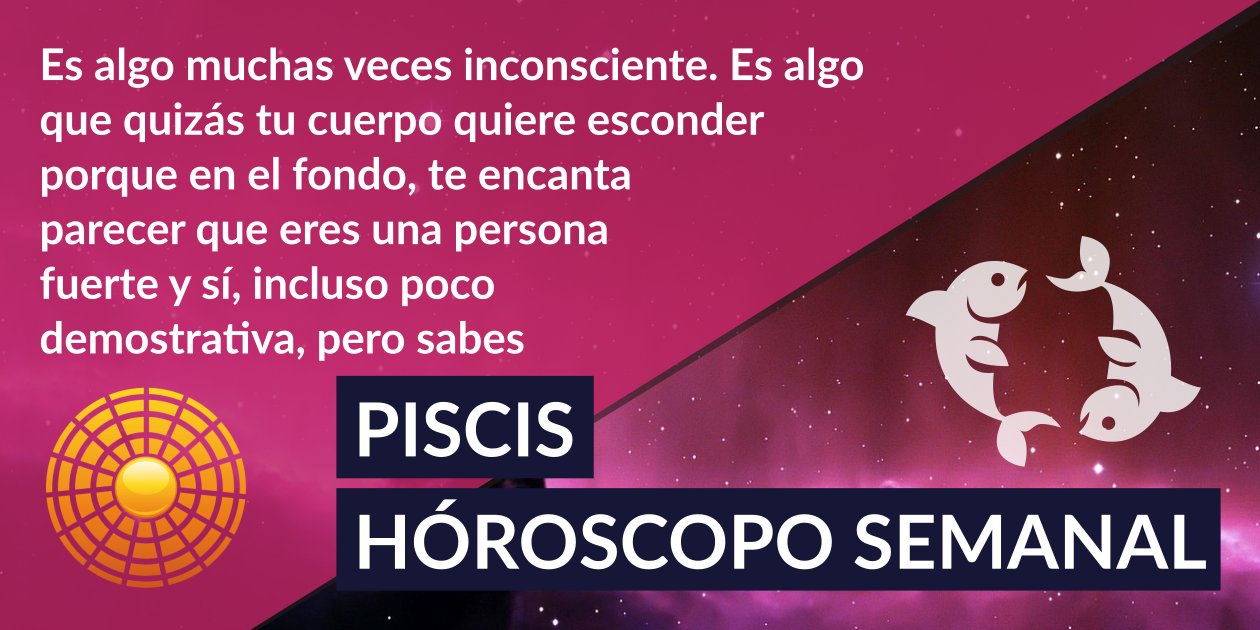 Es algo muchas veces inconsciente. Es algo
que quizás tu cuerpo quiere esconder
porque en el fondo, te encanta
parecer que eres una persona
fuerte y sí, incluso poco
demostrativa, pero sabes
PISCIS
HÓROSCOPO SEMANAL